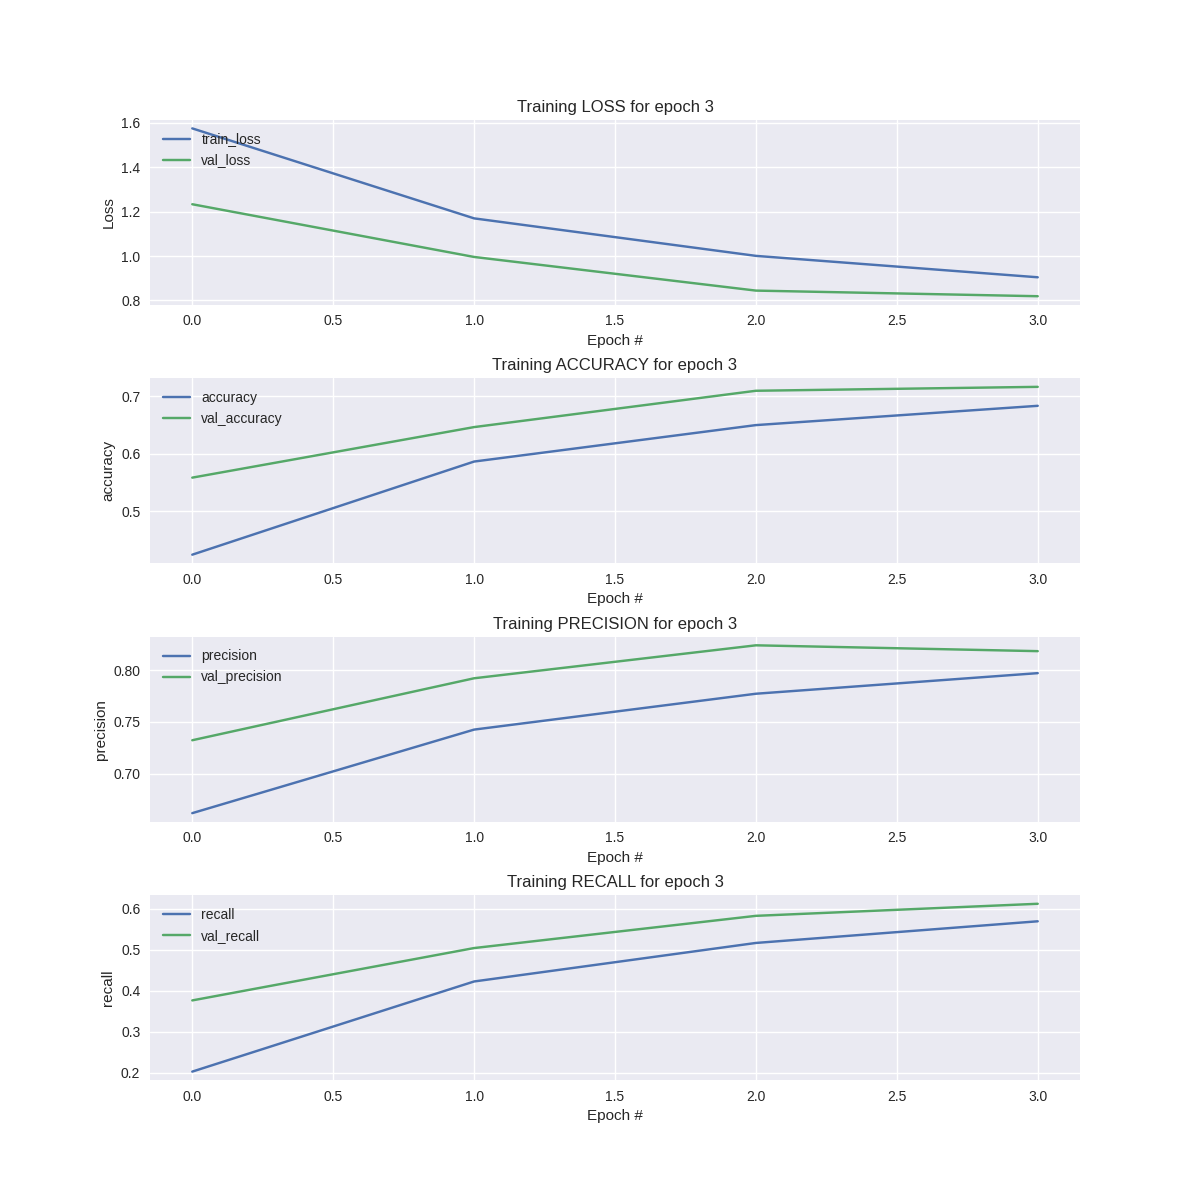 Training LOSS for epoch 3
1.6
1.4
1.2
1.0
0.8
Loss
train_loss
val_loss
0.0 0.5 1.0 1.5 2.0 2.5 3.0
Epoch #
Training ACCURACY for epoch 3
0.7
0.6
0.5
accuracy
accuracy
val_accuracy
0.0 0.5 1.0 1.5 2.0 2.5 3.0
Epoch #
Training PRECISION for epoch 3
0.80
0.75
0.70
precision
precision
val_precision
0.0 0.5 1.0 1.5 2.0 2.5 3.0
Epoch #
Training RECALL for epoch 3
0.6
0.5
0.4
0.3
0.2
recall
recall
val_recall
0.0 0.5 1.0 1.5 2.0 2.5 3.0
Epoch #